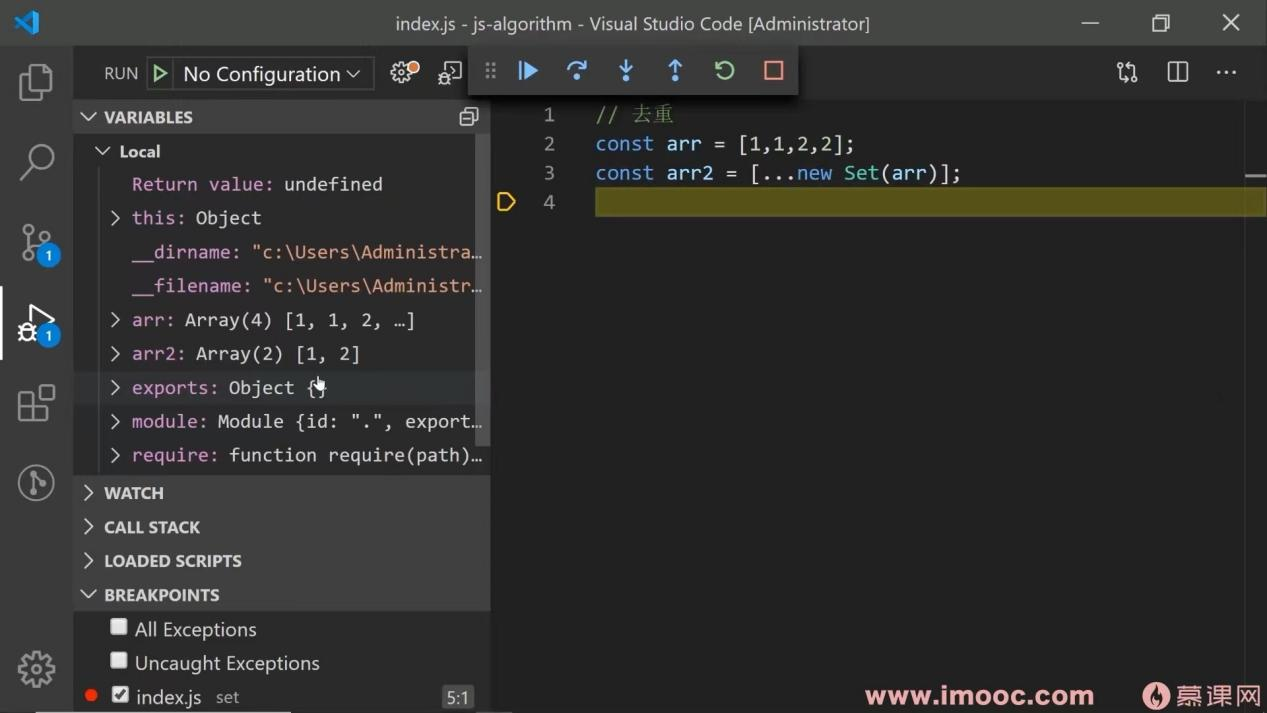 index.js - js-algorithm - Visual Studio Code [Administrator]
RUN No Configuration
VARIABLES
Local
Return value: undefined
this: Object
__dirname: "c:\Users\Administra…
__filename: "c:\Users\Administr…
arr: Array(4) [1, 1, 2, …]
arr2: Array(2) [1, 2]
exports: Object {}
module: Module {id: ".", export…
require: function require(path)…
WATCH
CALL STACK
LOADED SCRIPTS
BREAKPOINTS
All Exceptions
Uncaught Exceptions
index.js set 5:1
1
1
1 // 去重
2 const arr = [1,1,2,2];
3 const arr2 = [...new Set(arr)];
4
www.imooc.com 慕课网